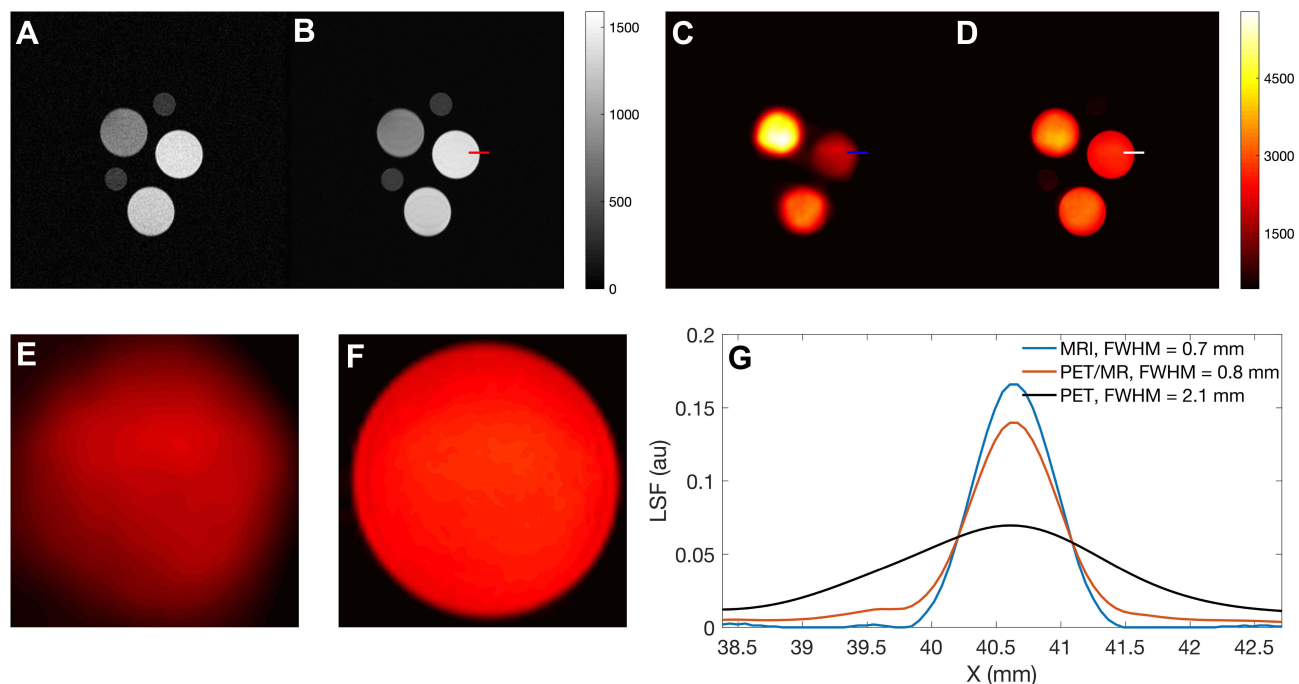 A
B
1500
1000
500
0
C
D
4500
3000
1500
E
F
G
MRI, FWHM = 0.7 mm
PET/MR, FWHM = 0.8 mm
PET, FWHM = 2.1 mm
0.2
0.15
0.1
0.05
0
LSF (au)
38.5 39 39.5 40 40.5 41 41.5 42 42.5
X (mm)